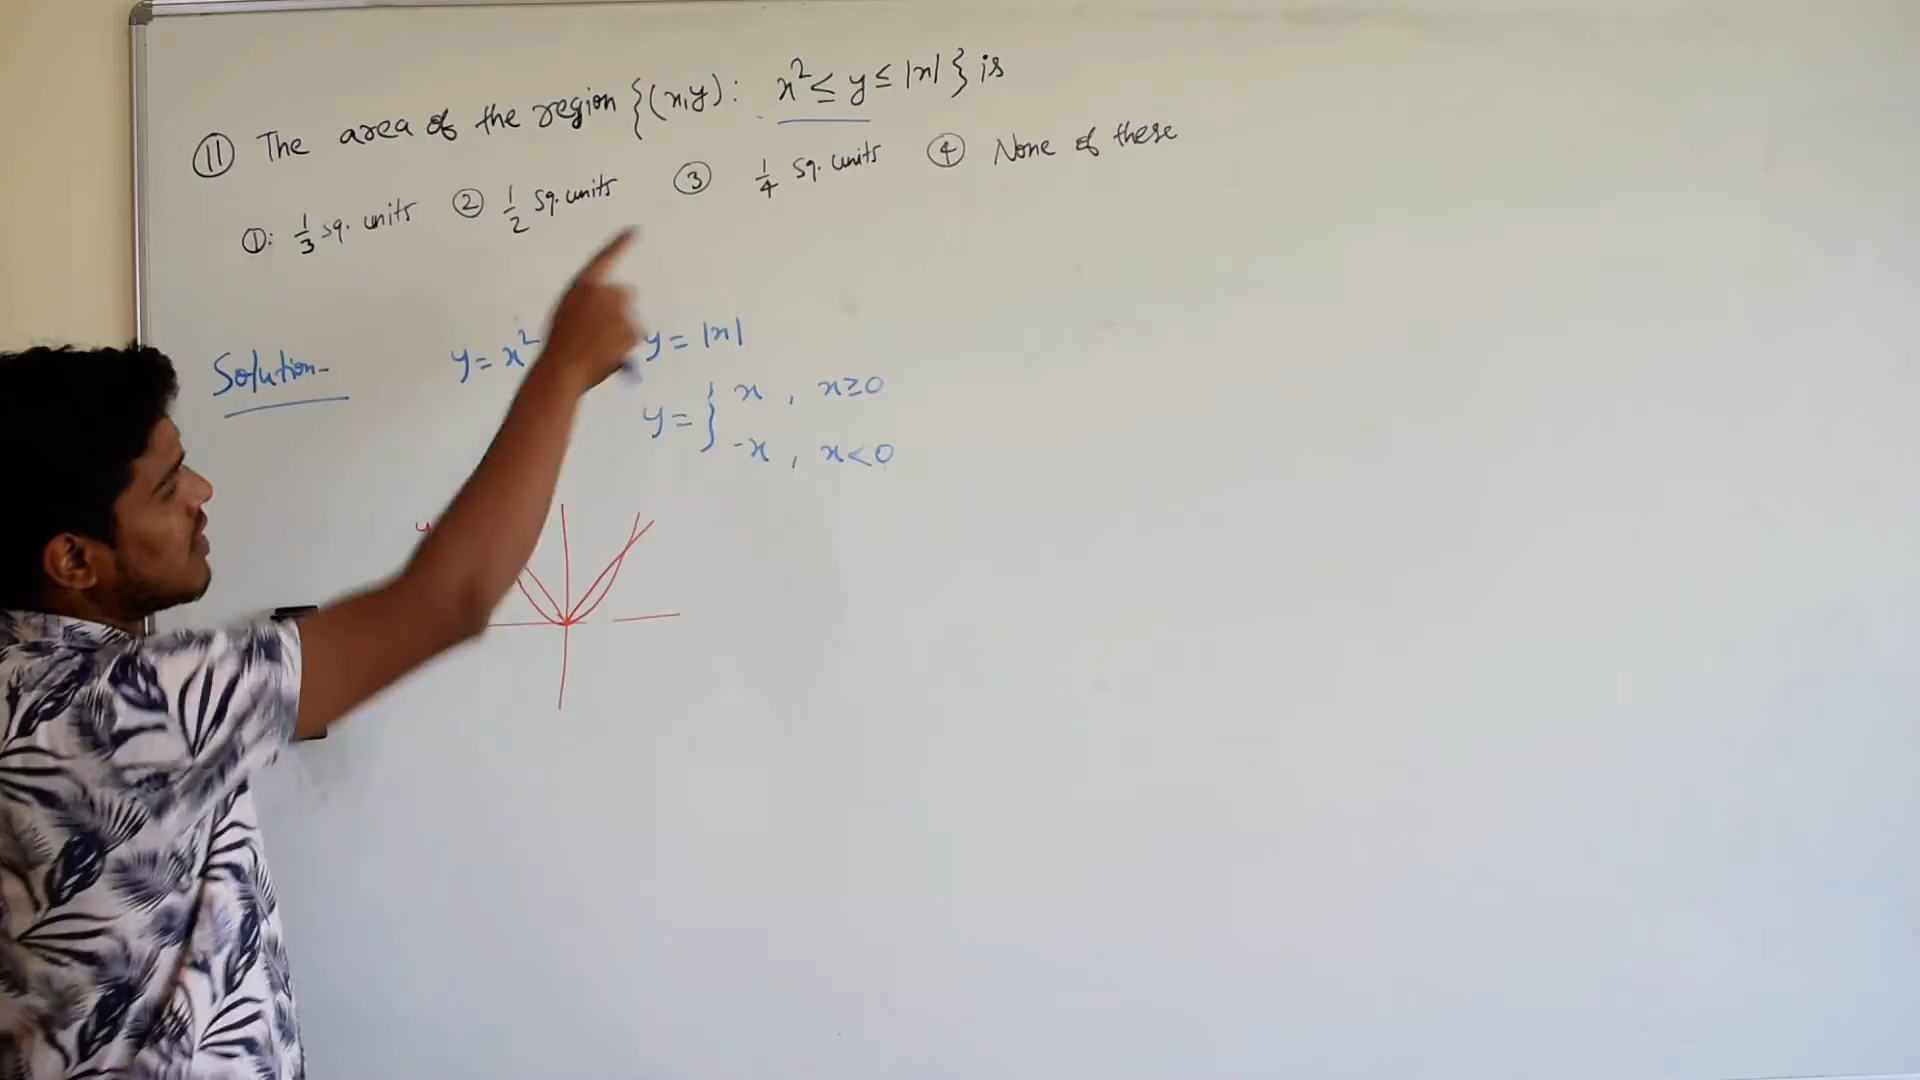 ⑪ The area of the region {(x,y): x² ≤ y ≤ |x|} is
①: 1/3 sq. units ② 1/2 sq. units ③ 1/4 sq. units ④ None of these
Solution- y = x² y = |x|
y = { x , x≥0
-x , x<0
y